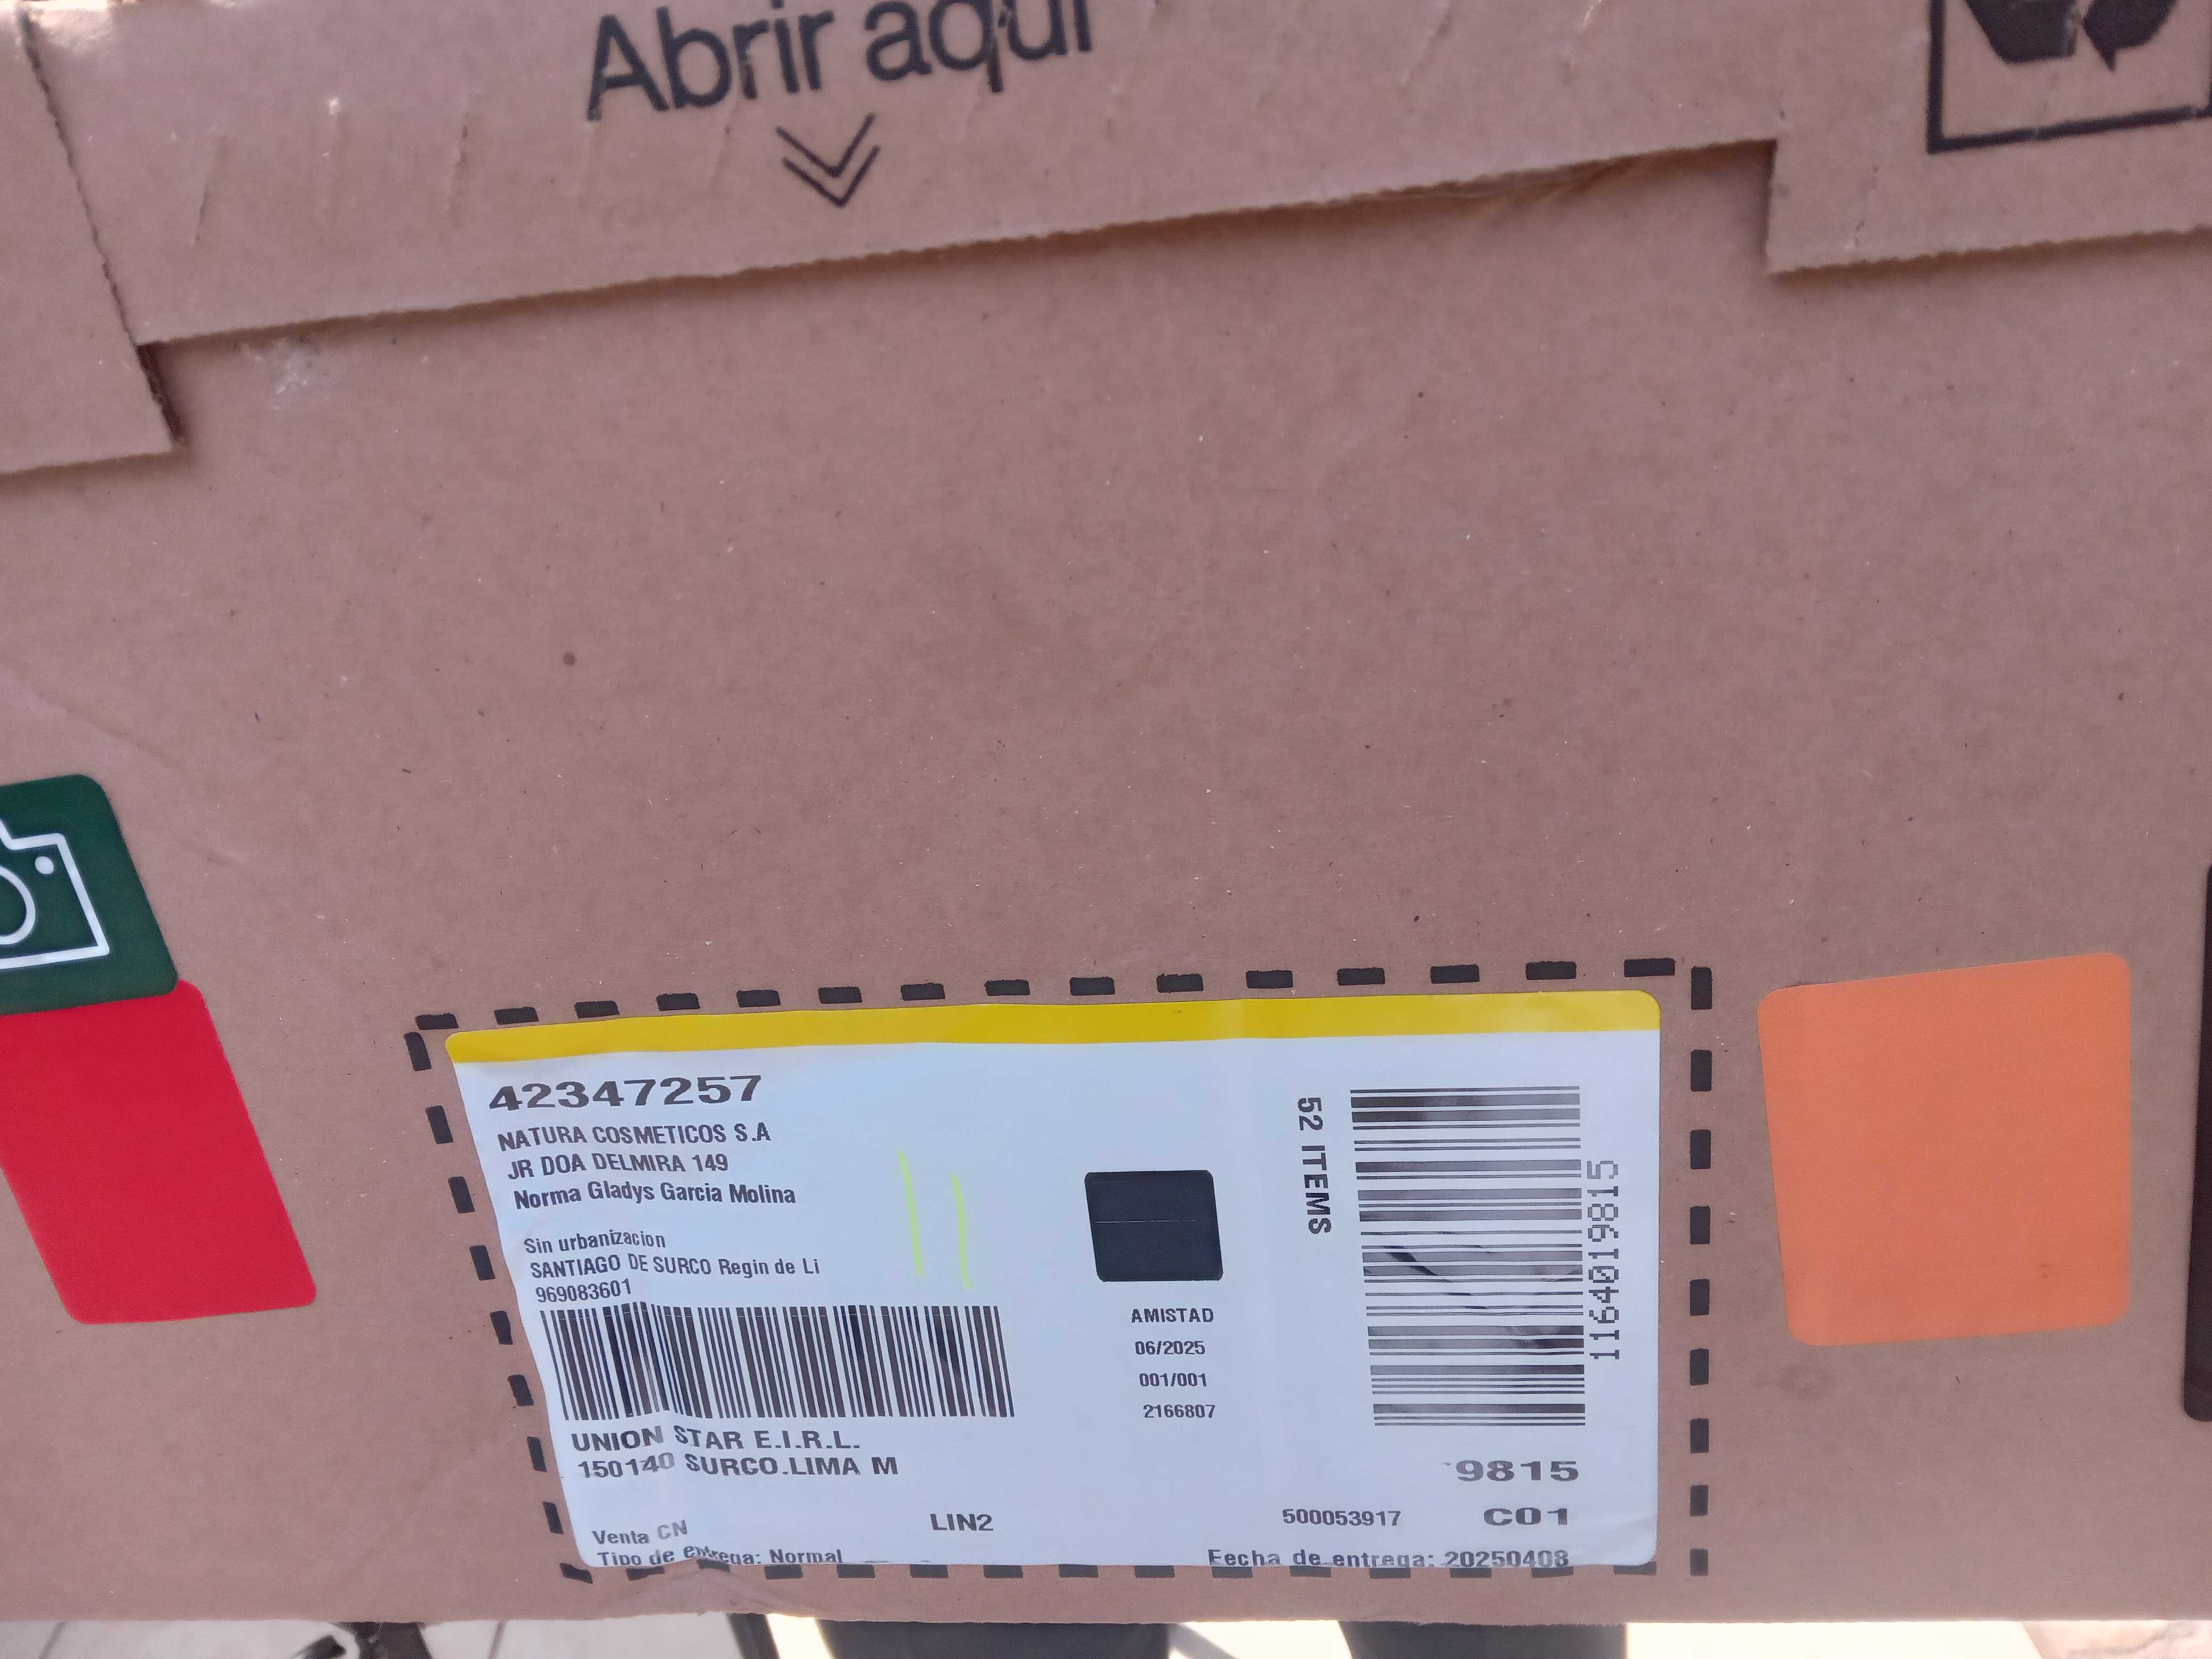 Abrir aquí
42347257
NATURA COSMETICOS S.A
JR DOA DELMIRA 149
Norma Gladys Garcia Molina
Sin urbanizacion
SANTIAGO DE SURCO Regin de Li
969083601
UNION STAR E.I.R.L.
150140 SURCO.LIMA M
Venta CN
LIN2
Tipo de entrega: Normal
AMISTAD
06/2025
001/001
2166807
52 ITEMS
1164019815
9815
500053917
C01
Fecha de entrega: 20250408